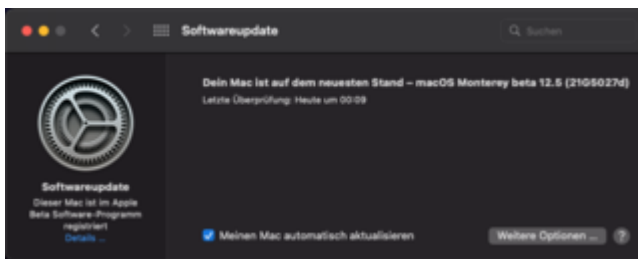 Softwareupdate
Suchen
Dein Mac ist auf dem neuesten Stand – macOS Monterey beta 12.5 (21G5027d)
Letzte Überprüfung: Heute um 00:09
Softwareupdate
Dieser Mac ist im Apple
Beta Software-Programm
registriert
Details ...
Meinen Mac automatisch aktualisieren
Weitere Optionen ...
?